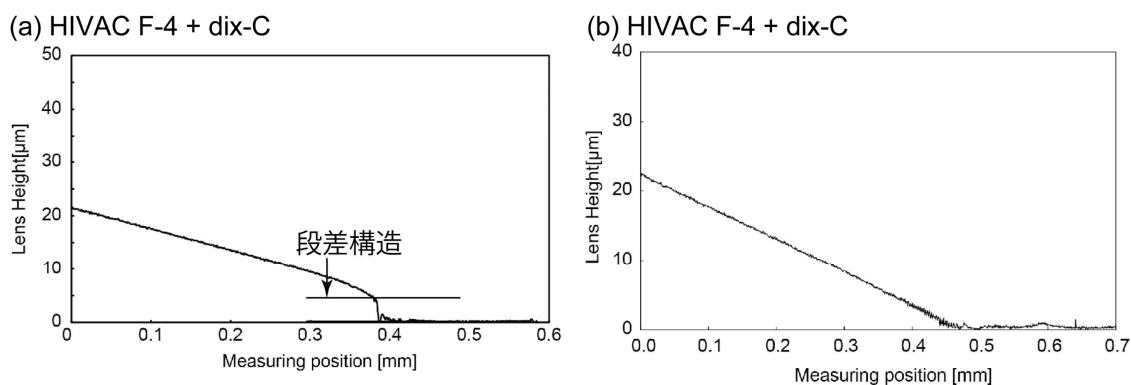 (a) HIVAC F-4 + dix-C
50
40
30
20
10
0
Lens Height[μm]
段差構造
0 0.1 0.2 0.3 0.4 0.5 0.6
Measuring position [mm]
(b) HIVAC F-4 + dix-C
40
30
20
10
0
Lens Height[μm]
0.0 0.1 0.2 0.3 0.4 0.5 0.6 0.7
Measuring position [mm]